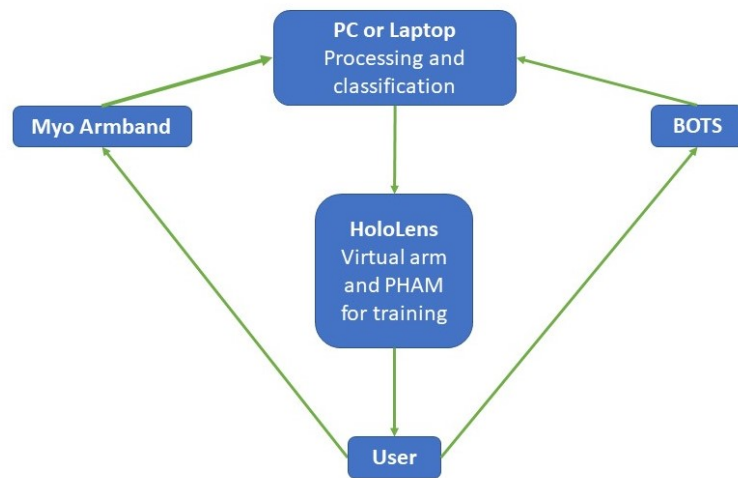 PC or Laptop
Processing and
classification
Myo Armband
BOTS
HoloLens
Virtual arm
and PHAM
for training
User